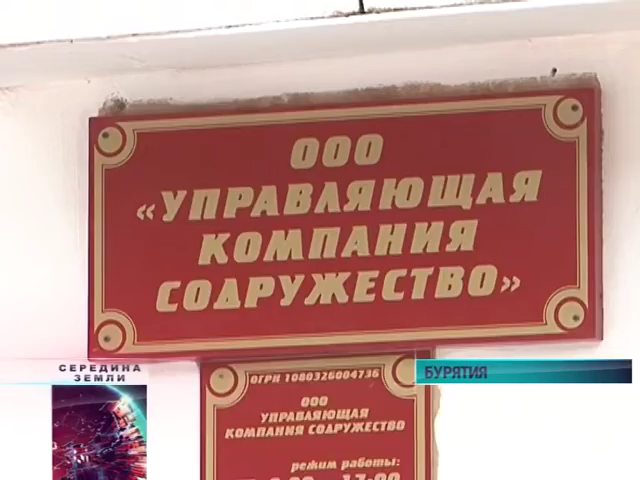 ООО
«УПРАВЛЯЮЩАЯ
КОМПАНИЯ
СОДРУЖЕСТВО»
СЕРЕДИНА
ЗЕМЛИ
БУРЯТИЯ
ОГРН 1080326004736
ООО
УПРАВЛЯЮЩАЯ
КОМПАНИЯ СОДРУЖЕСТВО
режим работы: